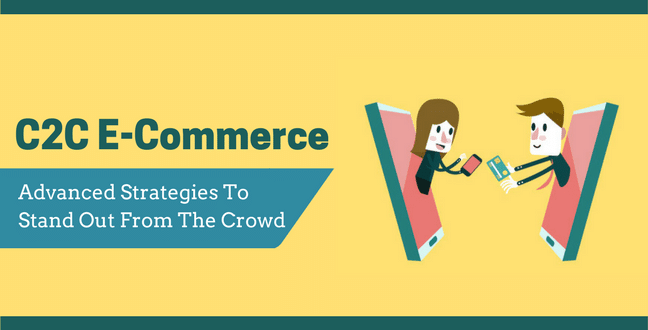 C2C E-Commerce
Advanced Strategies To
Stand Out From The Crowd